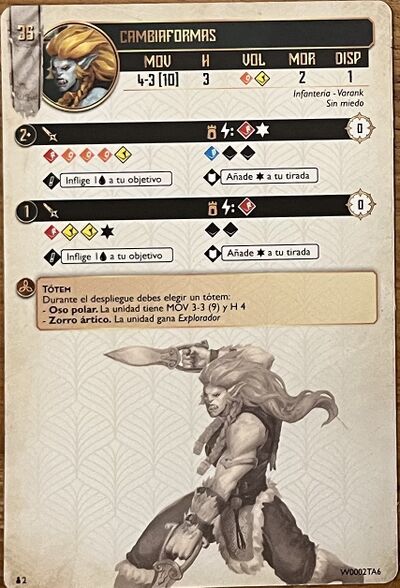 35
CAMBIAFORMAS
MOV H VOL MOR DISP
4-3 [10] 3 2 1
Infantería - Varank
Sin miedo
2
0
Inflige 1 a tu objetivo
Añade a tu tirada
1
0
Inflige 1 a tu objetivo
Añade a tu tirada
TÓTEM
Durante el despliegue debes elegir un tótem:
- Oso polar. La unidad tiene MOV 3-3 (9) y H 4
- Zorro ártico. La unidad gana Explorador
2
W0002TA6